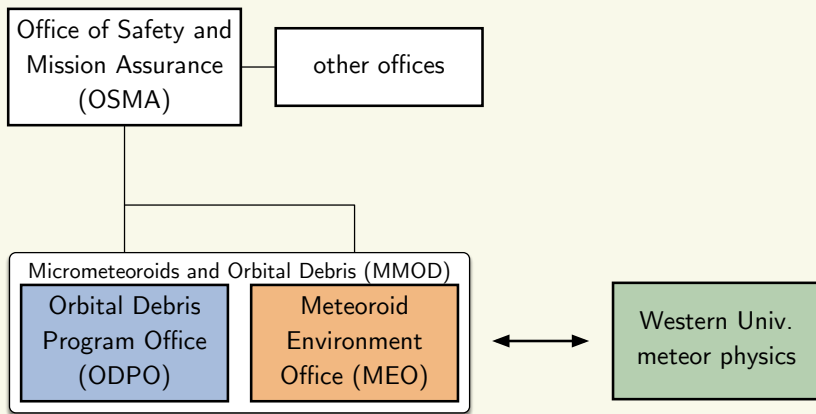 Office of Safety and
Mission Assurance
(OSMA)
other offices
Micrometeoroids and Orbital Debris (MMOD)
Orbital Debris
Program Office
(ODPO)
Meteoroid
Environment
Office (MEO)
Western Univ.
meteor physics